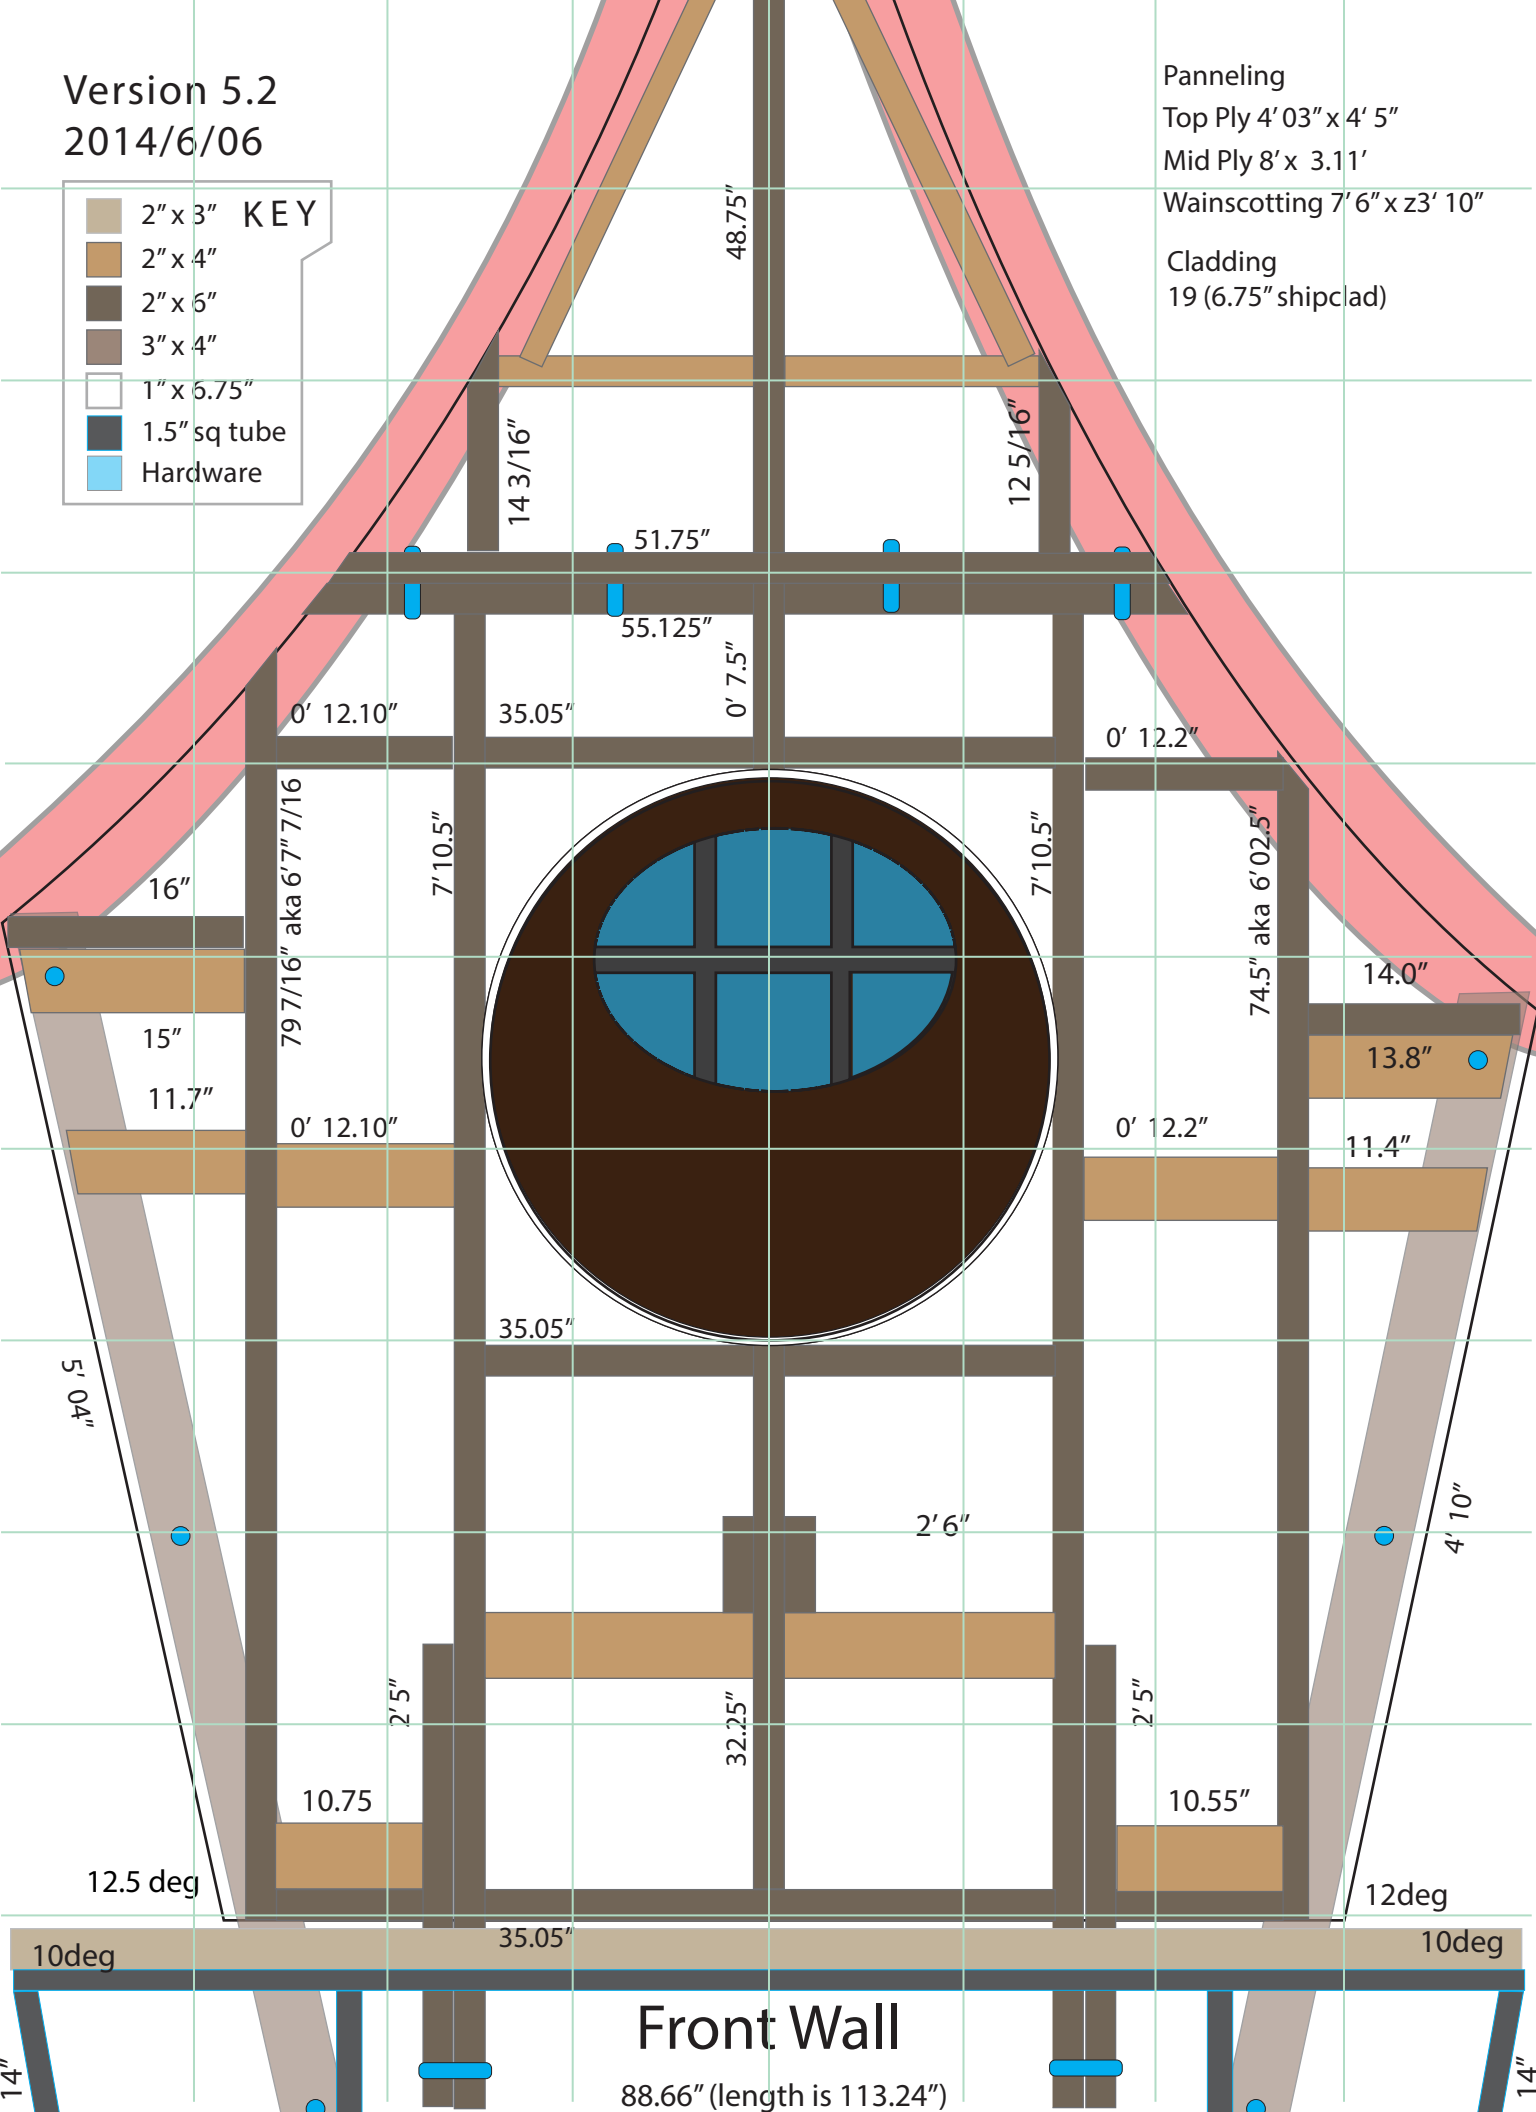 Version 5.2
2014/6/06
KEY
2” x 3”
2” x 4”
2” x 6”
3” x 4”
1” x 6.75”
1.5” sq tube
Hardware
Panneling
Top Ply 4’ 03” x 4‘ 5”
Mid Ply 8’ x 3.11’
Wainscotting 7’ 6” x z3‘ 10”
Cladding
19 (6.75” shipclad)
48.75”
14 3/16”
12 5/16”
51.75”
55.125”
0’ 7.5”
0’ 12.10”
35.05”
0’ 12.2”
79 7/16” aka 6’ 7” 7/16
7’ 10.5”
7’ 10.5”
74.5” aka 6’ 02.5”
16”
14.0”
15”
13.8”
11.7”
0’ 12.10”
0’ 12.2”
11.4”
35.05”
5’ 04”
4’ 10”
2’ 6”
2’ 5”
32.25”
2’ 5”
10.75
10.55”
12.5 deg
12deg
35.05”
10deg
10deg
Front Wall
88.66” (length is 113.24”)
14”
14”